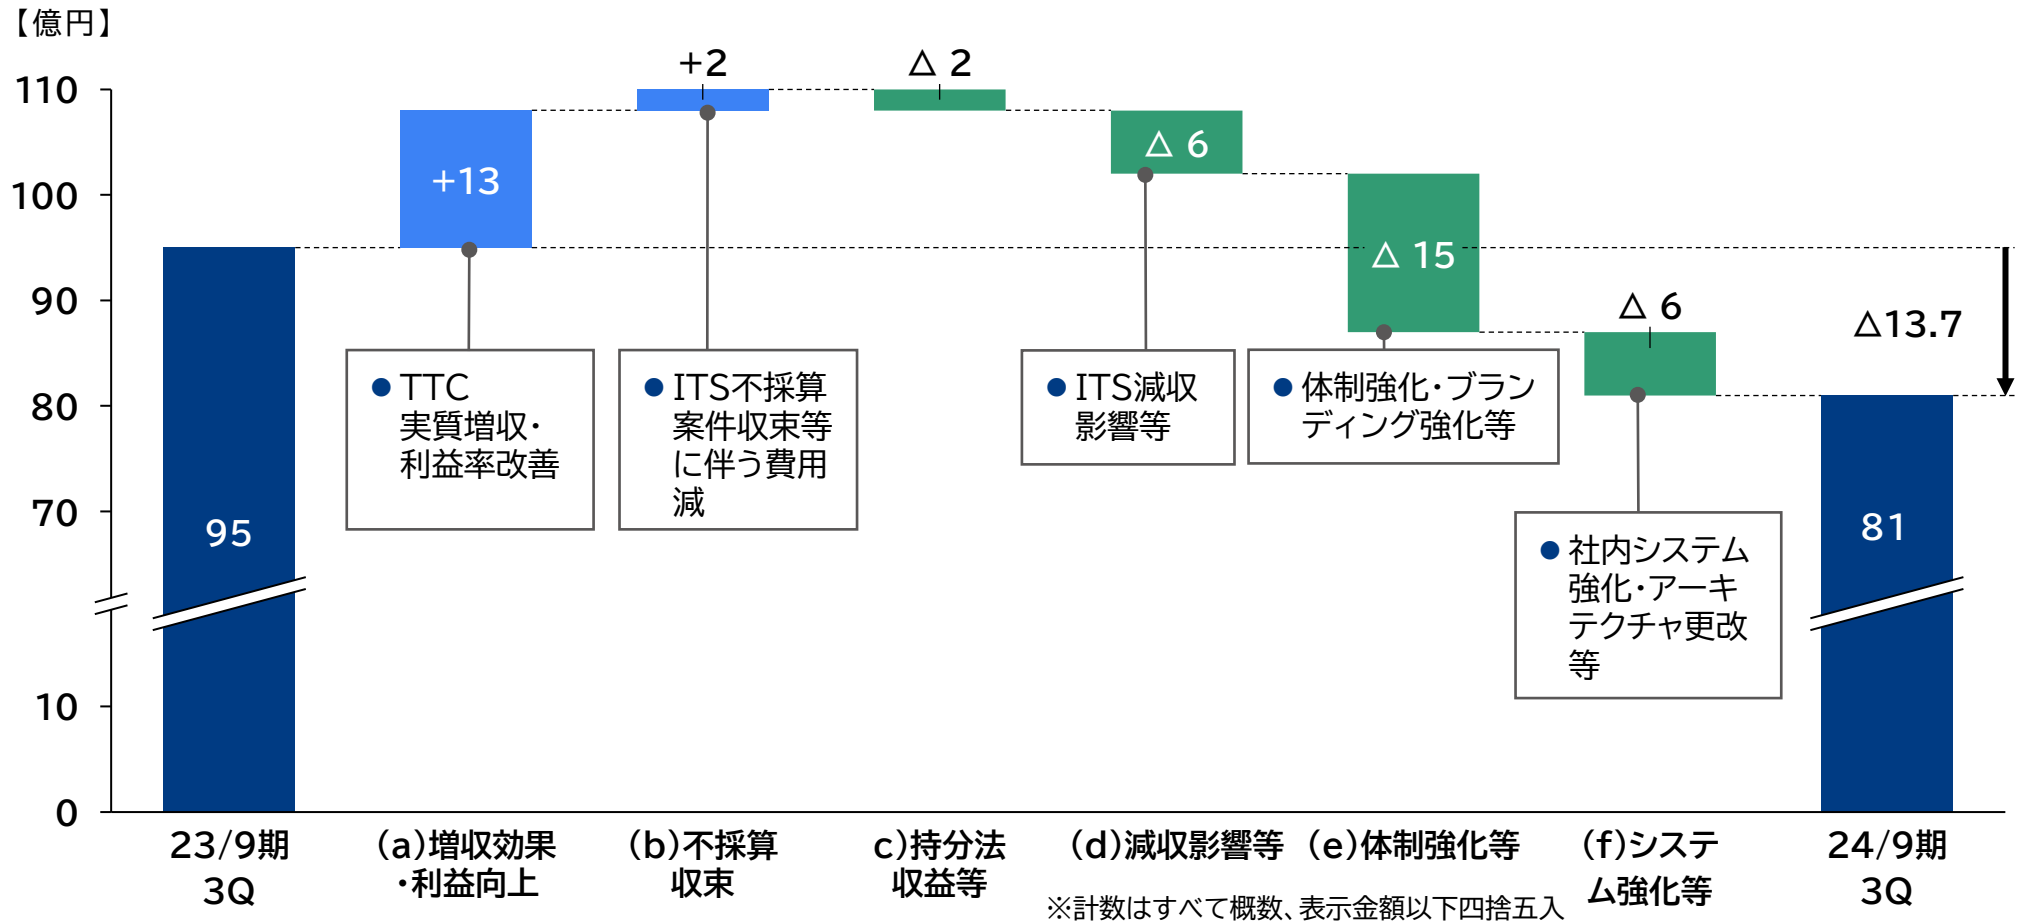 【億円】
110
100
90
80
70
10
0
+13
+2
△ 2
△ 6
△ 15
△ 6
△13.7
95
81
● TTC
実質増収・
利益率改善
● ITS不採算
案件収束等
に伴う費用
減
● ITS減収
影響等
● 体制強化・ブラン
ディング強化等
● 社内システム
強化・アーキ
テクチャ更改
等
23/9期
3Q
(a)増収効果
・利益向上
(b)不採算
収束
c)持分法
収益等
(d)減収影響等
(e)体制強化等
(f)システ
ム強化等
24/9期
3Q
※計数はすべて概数、表示金額以下四捨五入